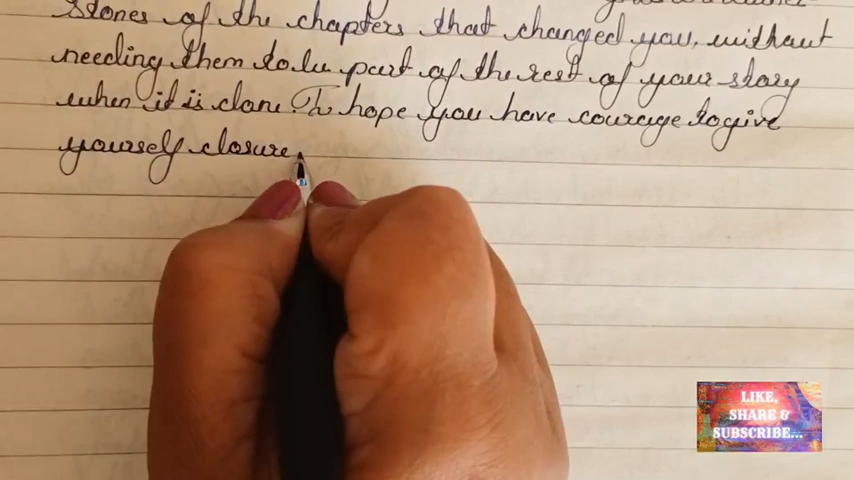 stones of the chapters that changed you, without
needling them to be part of the rest of your story
when it is done. To hope you have courage to give
yourself closure
LIKE,
SHARE &
SUBSCRIBE...